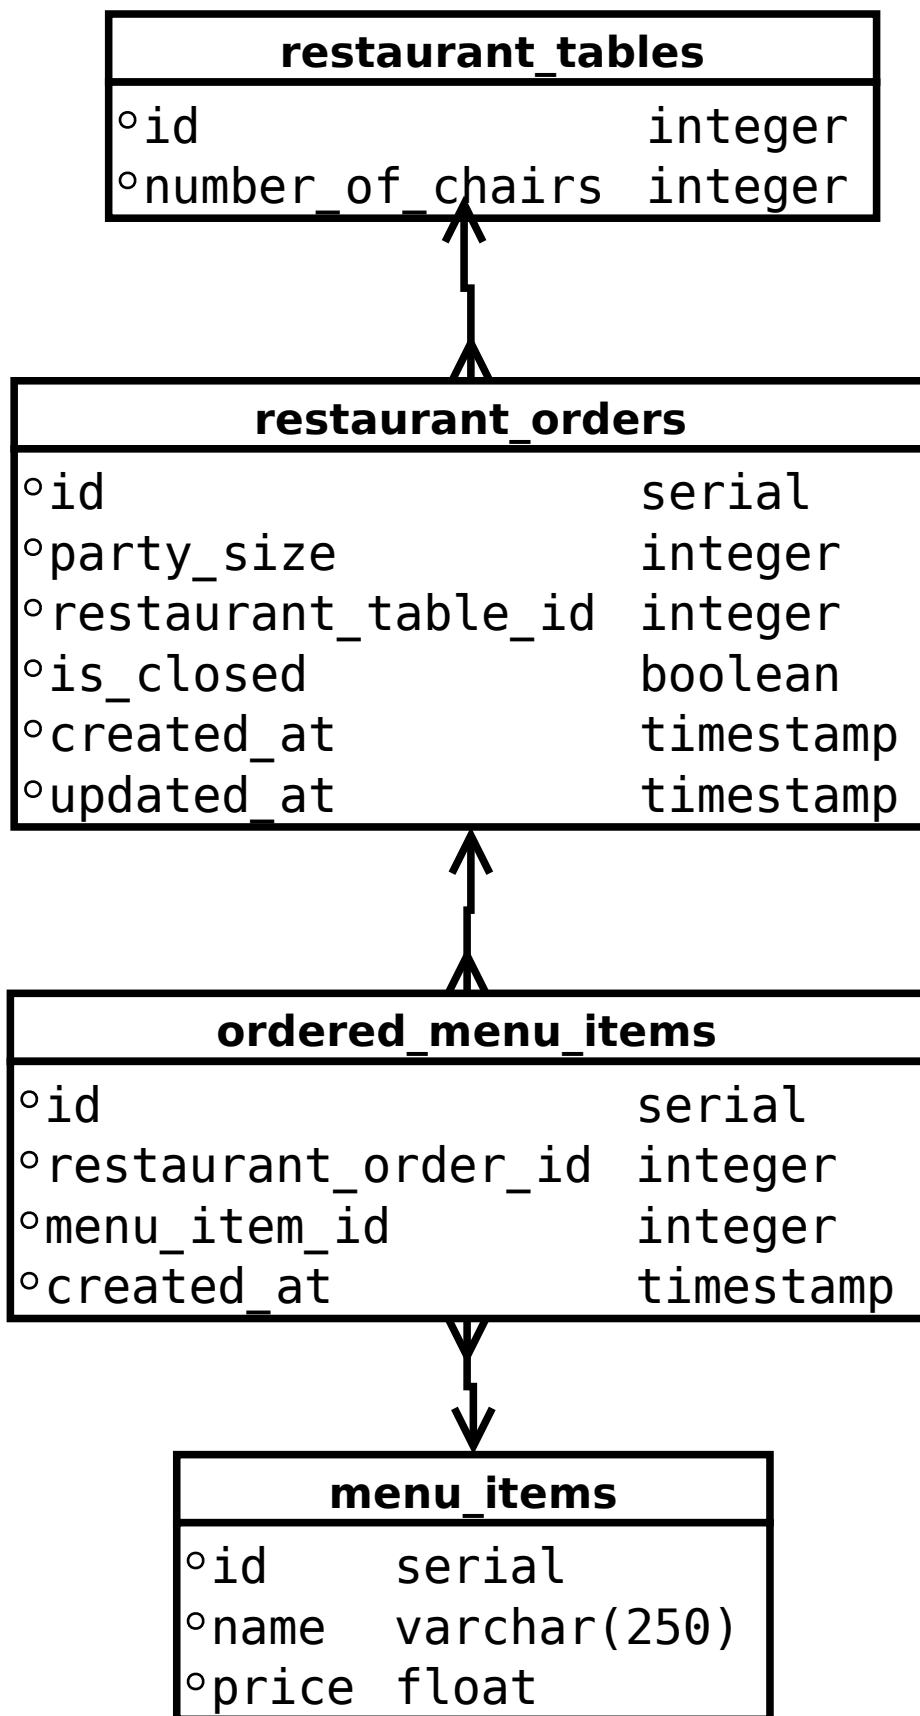 restaurant_tables
id integer
number_of_chairs integer
restaurant_orders
id serial
party_size integer
restaurant_table_id integer
is_closed boolean
created_at timestamp
updated_at timestamp
ordered_menu_items
id serial
restaurant_order_id integer
menu_item_id integer
created_at timestamp
menu_items
id serial
name varchar(250)
price float